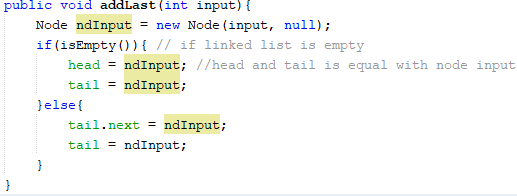 public void addLast(int input){
    Node ndInput = new Node(input, null);
    if(isEmpty()){ // if linked list is empty
        head = ndInput; //head and tail is equal with node input
        tail = ndInput;
    }else{
        tail.next = ndInput;
        tail = ndInput;
    }
}